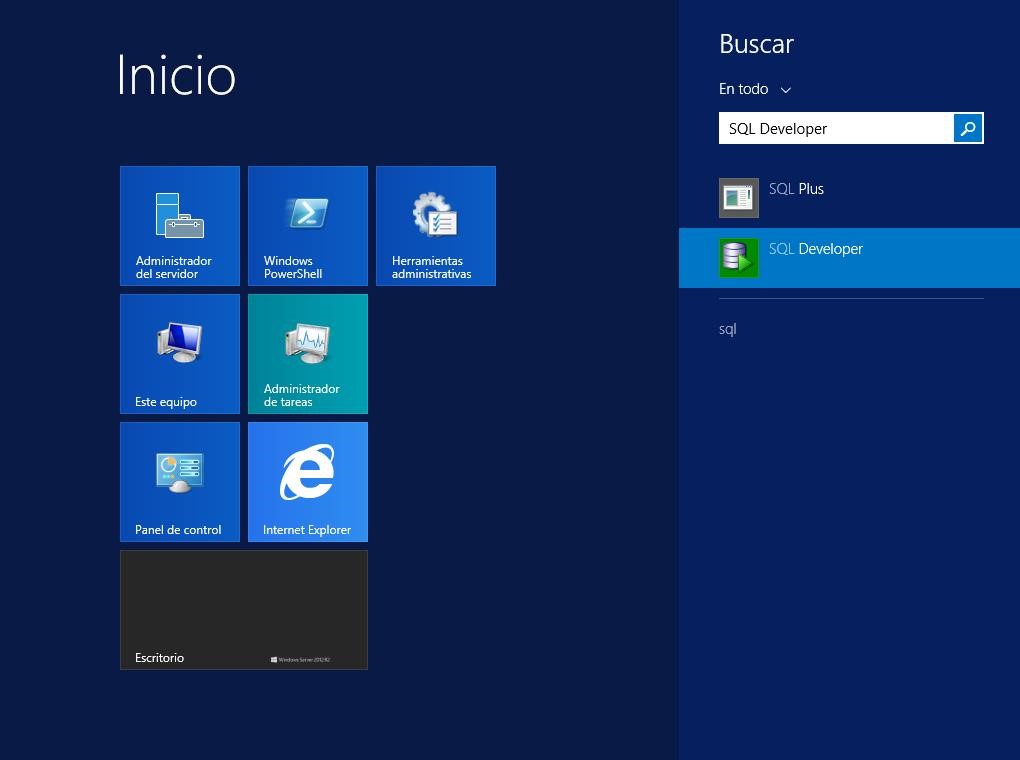 Inicio
Administrador
del servidor
Windows
PowerShell
Herramientas
administrativas
Este equipo
Administrador
de tareas
Panel de control
Internet Explorer
Escritorio
Windows Server 2012 R2
Buscar
En todo
SQL Developer
SQL Plus
SQL Developer
sql